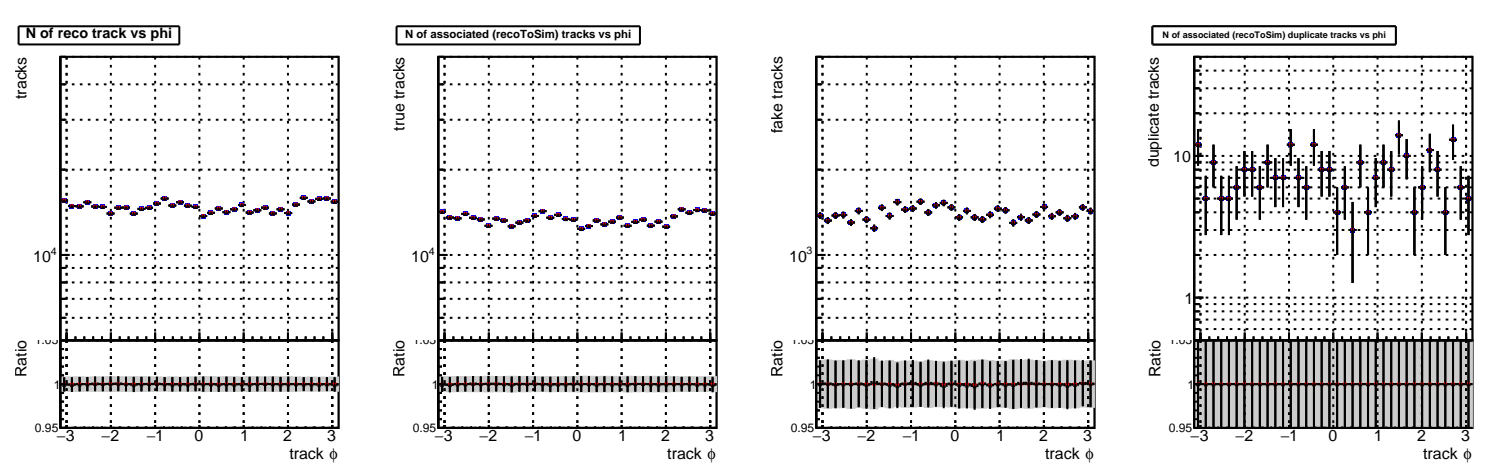 N of reco track vs phi
tracks
10⁴
Ratio
1
0.95
−3 −2 −1 0 1 2 3
track ϕ
N of associated (recoToSim) tracks vs phi
true tracks
10⁴
Ratio
1
0.95
−3 −2 −1 0 1 2 3
track ϕ
fake tracks
10³
Ratio
1
0.95
−3 −2 −1 0 1 2 3
track ϕ
N of associated (recoToSim) duplicate tracks vs phi
duplicate tracks
10
1
Ratio
1
0.95
−3 −2 −1 0 1 2 3
track ϕ